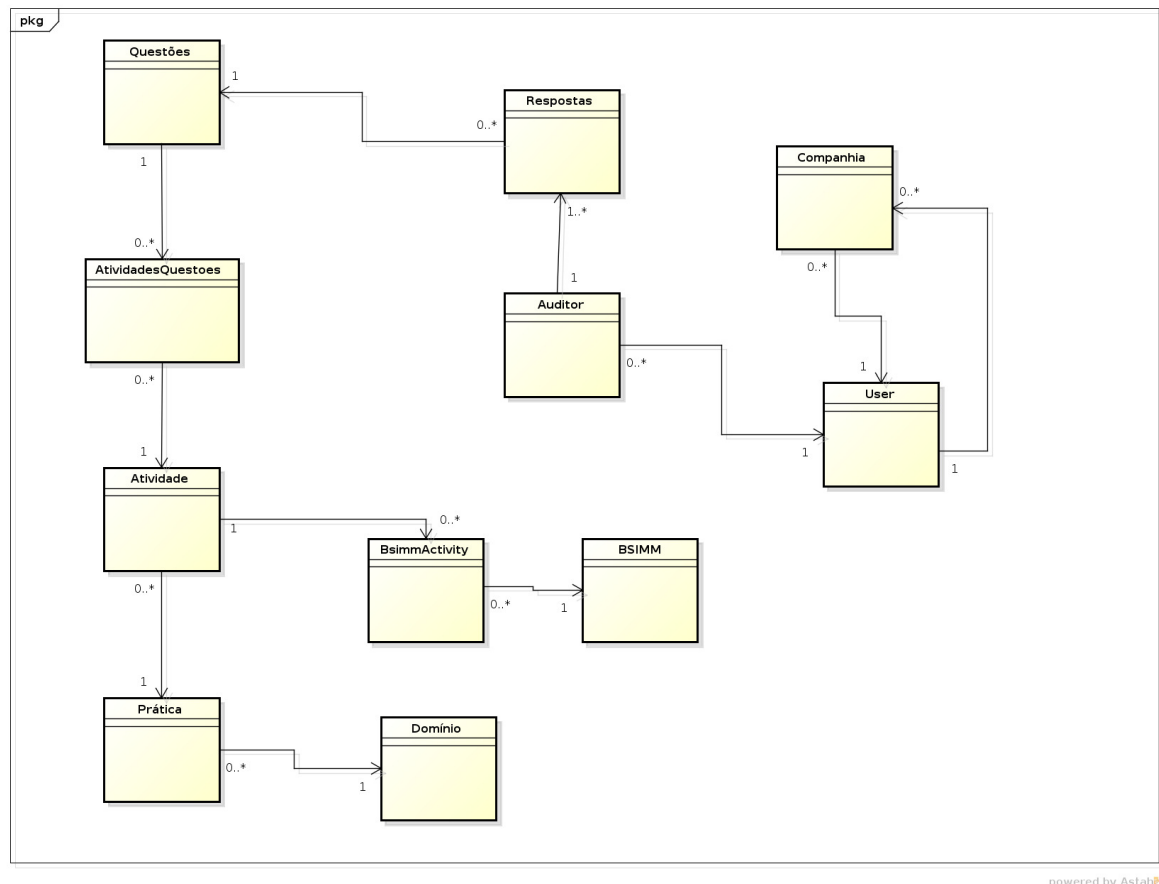 pkg
Questões
1
Respostas
0..*
Companhia
0..*
1
1..*
0..*
AtividadesQuestoes
0..*
1
Auditor
0..*
1
0..*
User
1
1
0..*
1
Atividade
1
0..*
BsimmActivity
BSIMM
0..*
0..*
1
1
Prática
Domínio
0..*
1
powered by